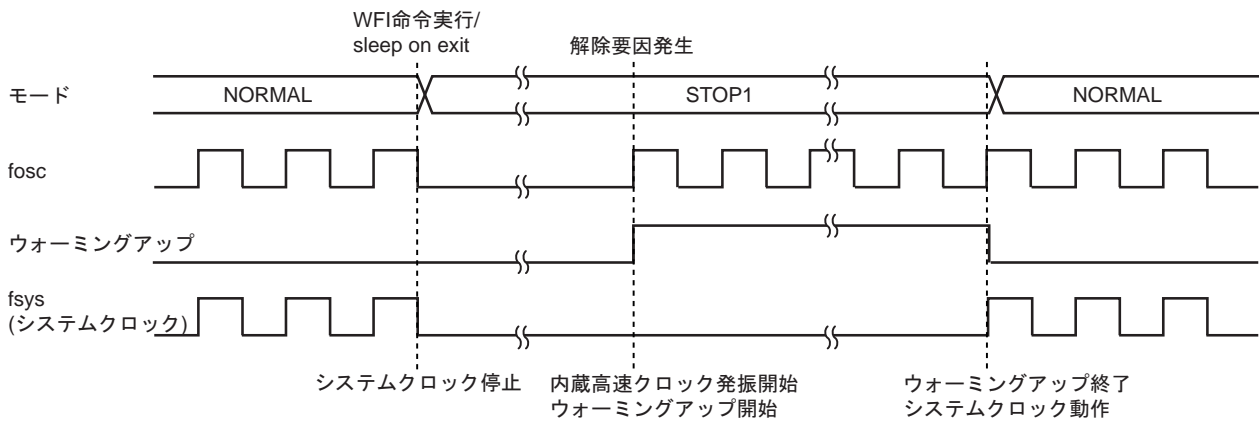 WFI命令実行/
sleep on exit
解除要因発生
モード
NORMAL
STOP1
NORMAL
fosc
ウォーミングアップ
fsys
(システムクロック)
システムクロック停止
内蔵高速クロック発振開始
ウォーミングアップ開始
ウォーミングアップ終了
システムクロック動作